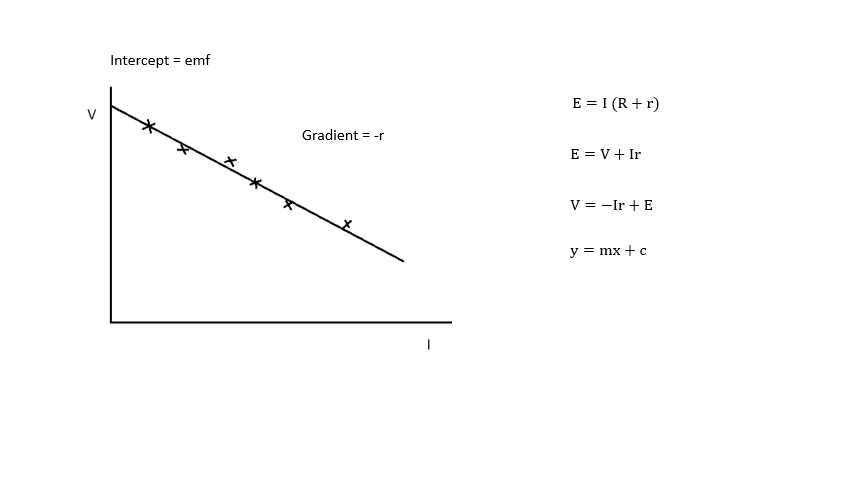 Intercept = emf
V
Gradient = -r
I
E = I (R + r)
E = V + Ir
V = −Ir + E
y = mx + c